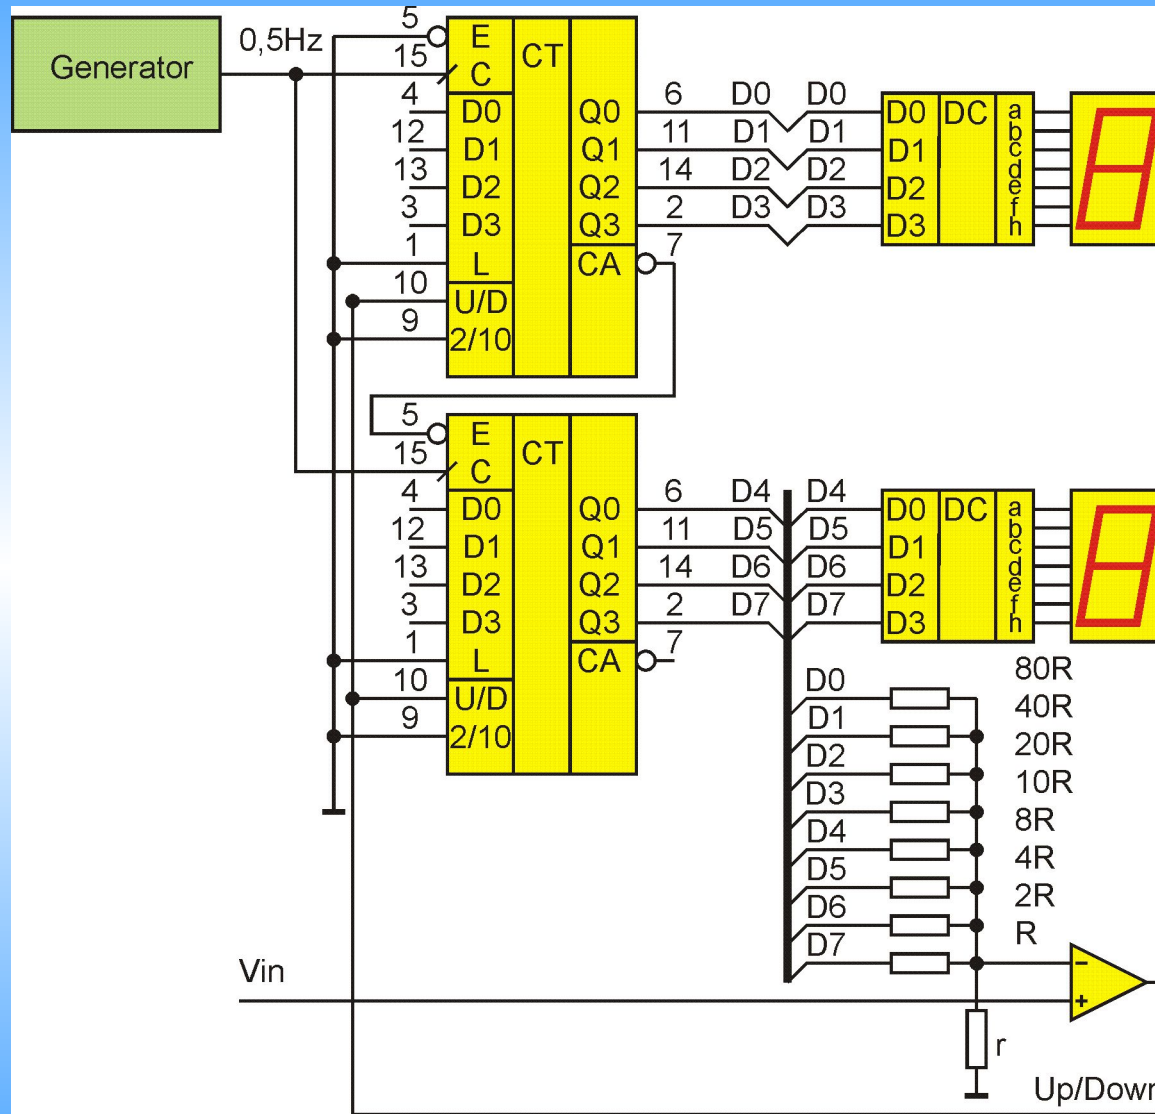 Generator
0,5Hz
5 E CT
15 C
4 D0 Q0 6 D0 D0 D0 DC a
b
12 D1 Q1 11 D1 D1 D1 c
d
13 D2 Q2 14 D2 D2 D2 e
f
3 D3 Q3 2 D3 D3 D3 h
1 L CA 7
10 U/D
9 2/10
5 E CT
15 C
4 D0 Q0 6 D4 D4 D0 DC a
b
12 D1 Q1 11 D5 D5 D1 c
d
13 D2 Q2 14 D6 D6 D2 e
f
3 D3 Q3 2 D7 D7 D3 h
1 L CA 7
10 U/D
9 2/10
D0 80R
D1 40R
D2 20R
D3 10R
D4 8R
D5 4R
D6 2R
D7 R
Vin
−
+
r
Up/Down